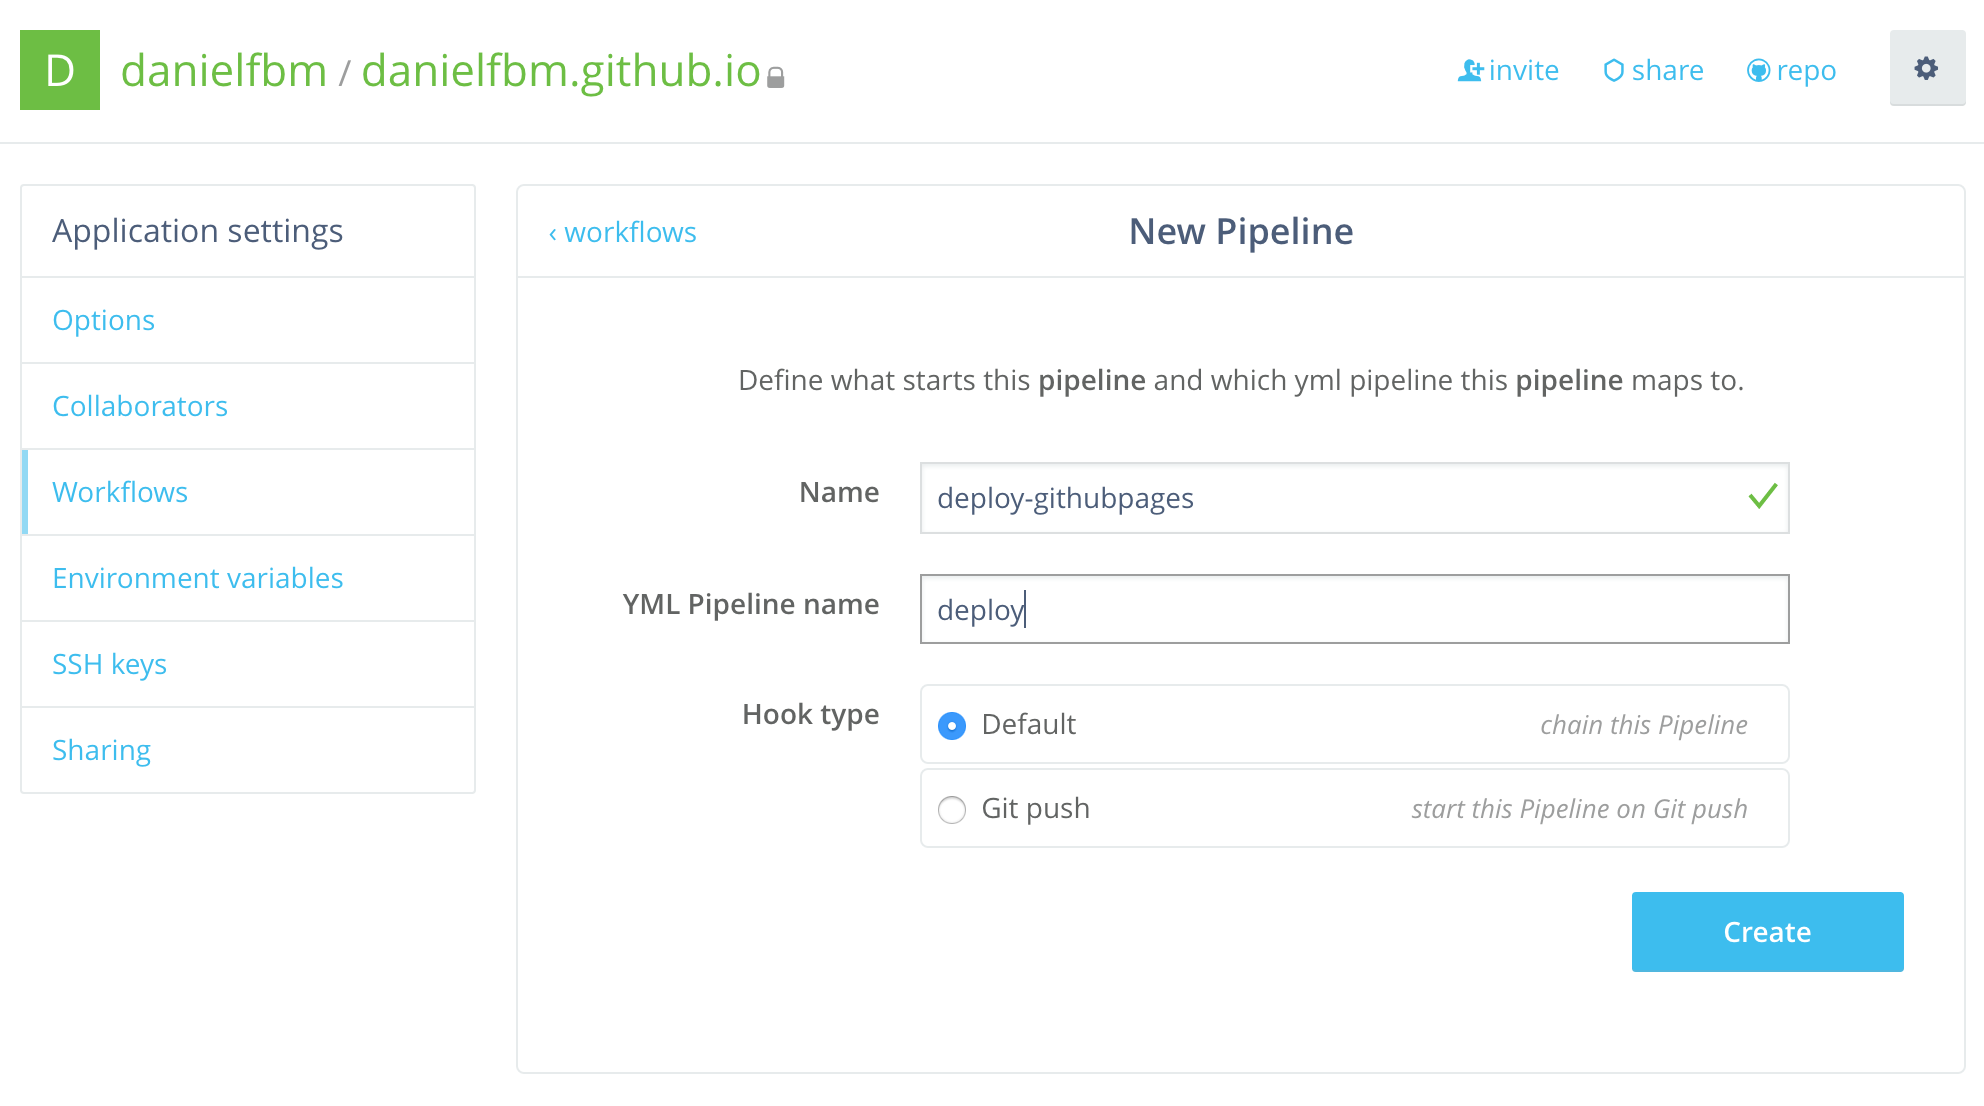 D danielfbm / danielfbm.github.io invite share repo
Application settings
Options
Collaborators
Workflows
Environment variables
SSH keys
Sharing
‹ workflows New Pipeline
Define what starts this pipeline and which yml pipeline this pipeline maps to.
Name deploy-githubpages
YML Pipeline name deploy
Hook type Default chain this Pipeline
Git push start this Pipeline on Git push
Create